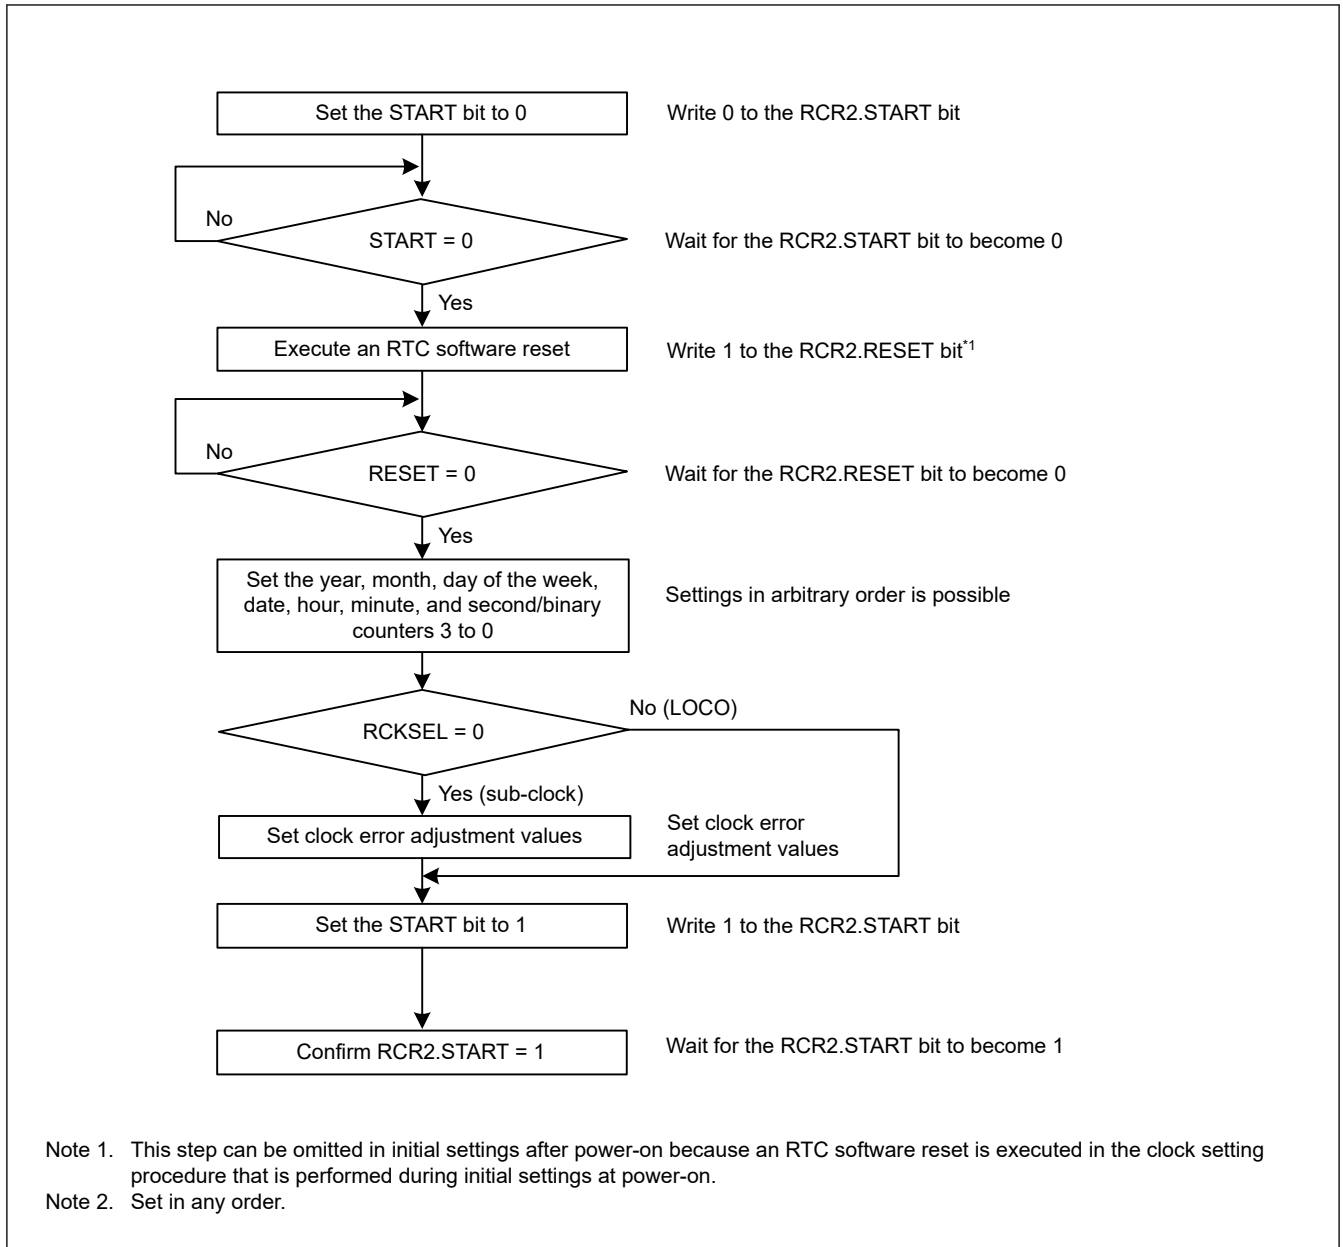 Set the START bit to 0
Write 0 to the RCR2.START bit
No
START = 0
Wait for the RCR2.START bit to become 0
Yes
Execute an RTC software reset
Write 1 to the RCR2.RESET bit*1
No
RESET = 0
Wait for the RCR2.RESET bit to become 0
Yes
Set the year, month, day of the week,
date, hour, minute, and second/binary
counters 3 to 0
Settings in arbitrary order is possible
No (LOCO)
RCKSEL = 0
Yes (sub-clock)
Set clock error adjustment values
Set clock error
adjustment values
Set the START bit to 1
Write 1 to the RCR2.START bit
Confirm RCR2.START = 1
Wait for the RCR2.START bit to become 1
Note 1. This step can be omitted in initial settings after power-on because an RTC software reset is executed in the clock setting
procedure that is performed during initial settings at power-on.
Note 2. Set in any order.